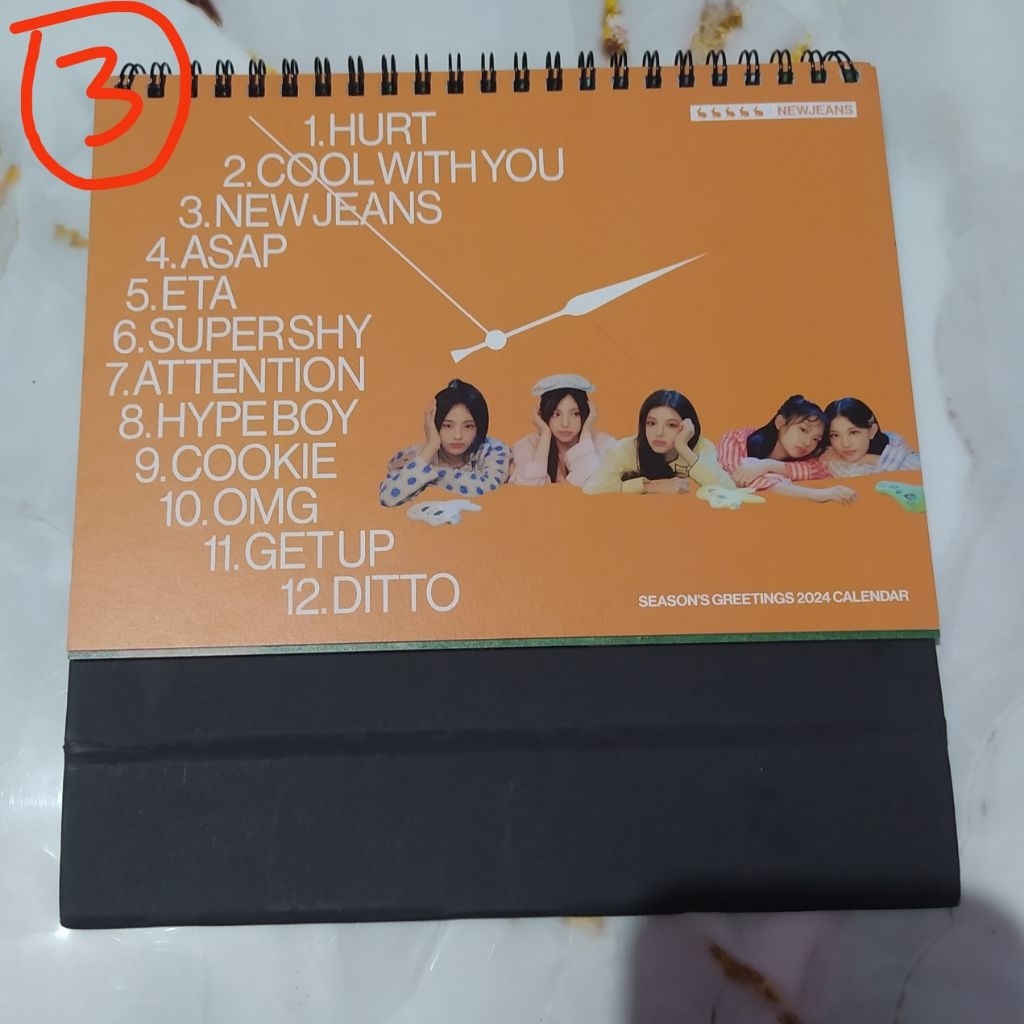 3
NEWJEANS
1.HURT
2.COOL WITH YOU
3.NEW JEANS
4.ASAP
5.ETA
6.SUPER SHY
7.ATTENTION
8.HYPE BOY
9.COOKIE
10.OMG
11.GET UP
12.DITTO
SEASON'S GREETINGS 2024 CALENDAR